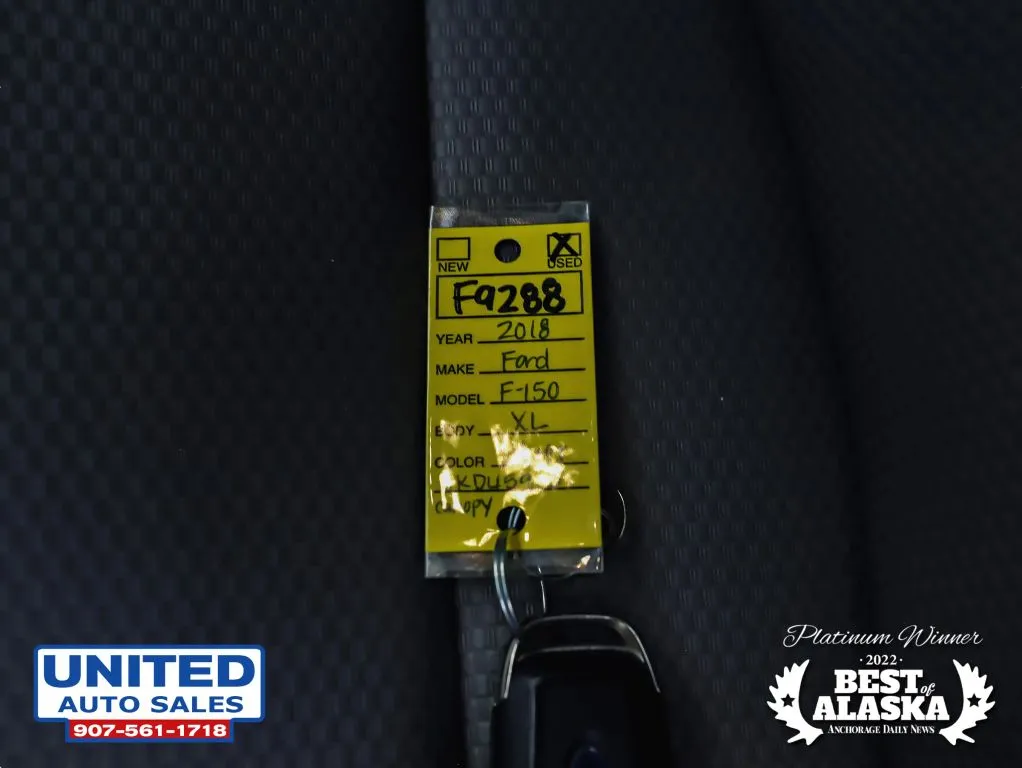 NEW USED
F9288
YEAR 2018
MAKE Ford
MODEL F-150
BODY XL
COLOR
UNITED
AUTO SALES
907-561-1718
Platinum Winner
·2022·
BEST of
ALASKA
ANCHORAGE DAILY NEWS